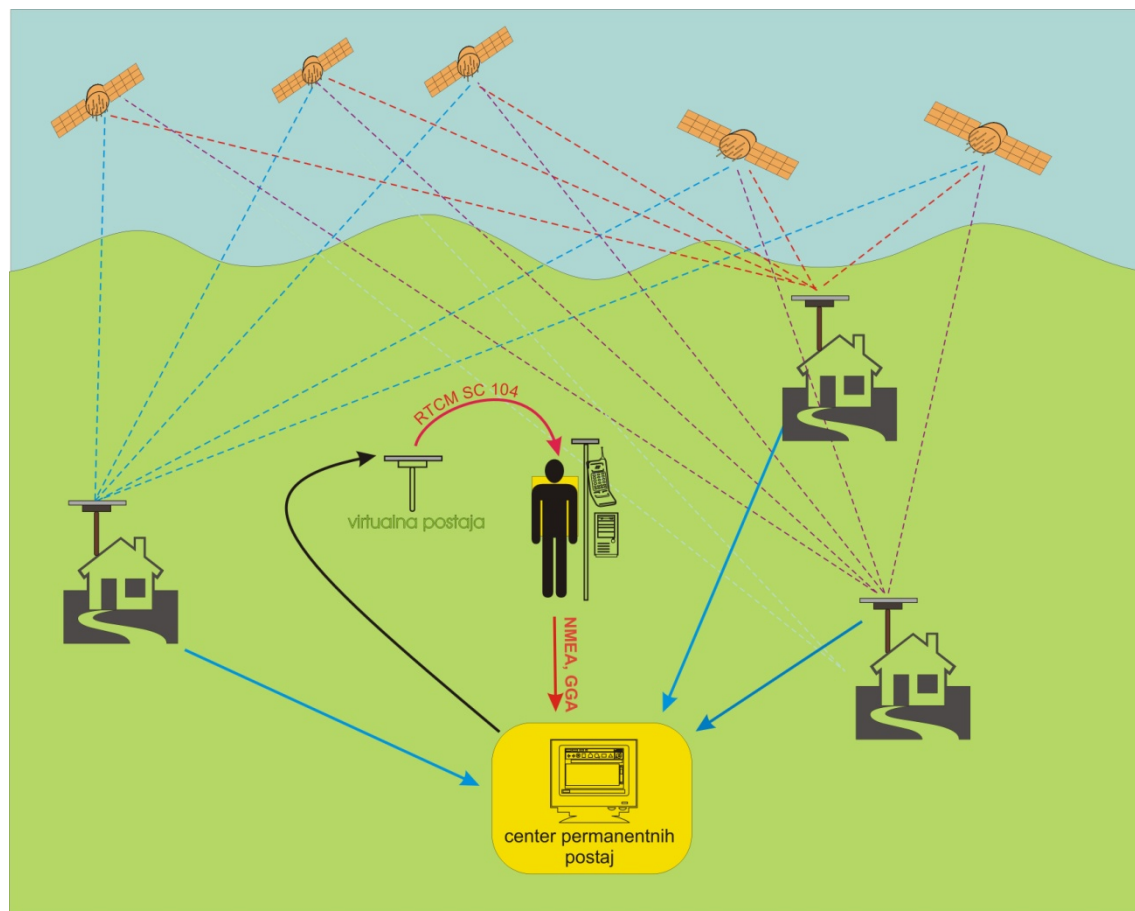 RTCM SC 104
virtualna postaja
NMEA, GGA
center permanentnih
postaj